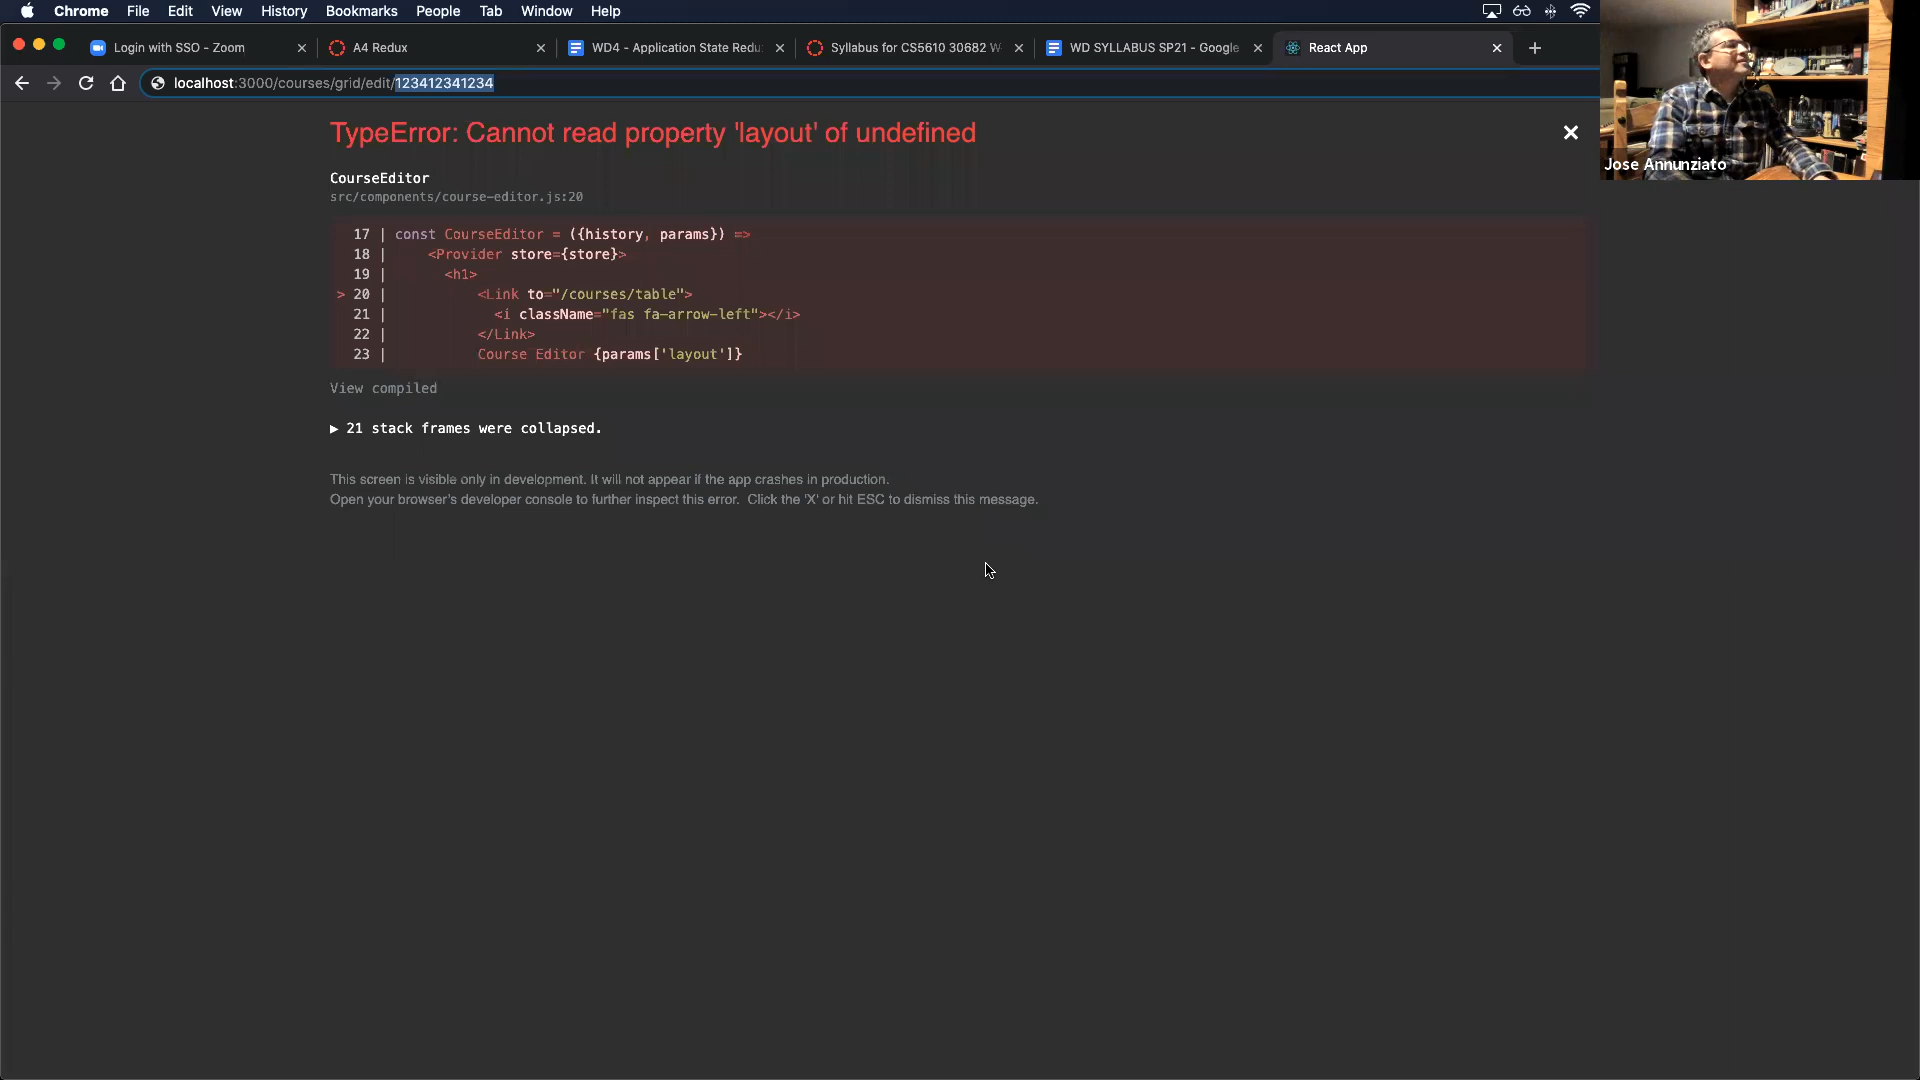 Chrome File Edit View History Bookmarks People Tab Window Help
Login with SSO - Zoom
A4 Redux
WD4 - Application State Redu
Syllabus for CS5610 30682 W
WD SYLLABUS SP21 - Google
React App
localhost:3000/courses/grid/edit/123412341234
Jose Annunziato
TypeError: Cannot read property 'layout' of undefined
CourseEditor
src/components/course-editor.js:20
17 | const CourseEditor = ({history, params}) =>
18 | <Provider store={store}>
19 | <h1>
> 20 | <Link to="/courses/table">
21 | <i className="fas fa-arrow-left"></i>
22 | </Link>
23 | Course Editor {params['layout']}
View compiled
▶ 21 stack frames were collapsed.
This screen is visible only in development. It will not appear if the app crashes in production.
Open your browser's developer console to further inspect this error. Click the 'X' or hit ESC to dismiss this message.